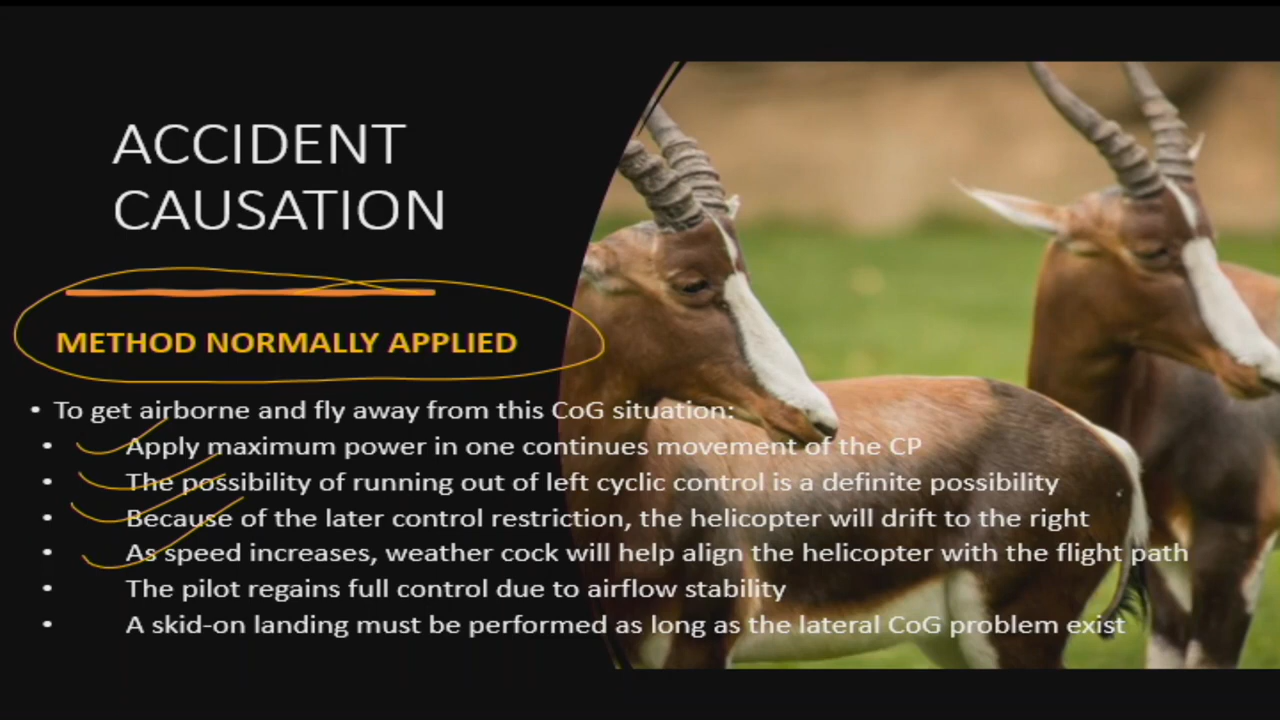 ACCIDENT
CAUSATION
METHOD NORMALLY APPLIED
• To get airborne and fly away from this CoG situation:
• Apply maximum power in one continues movement of the CP
• The possibility of running out of left cyclic control is a definite possibility
• Because of the later control restriction, the helicopter will drift to the right
• As speed increases, weather cock will help align the helicopter with the flight path
• The pilot regains full control due to airflow stability
• A skid-on landing must be performed as long as the lateral CoG problem exist